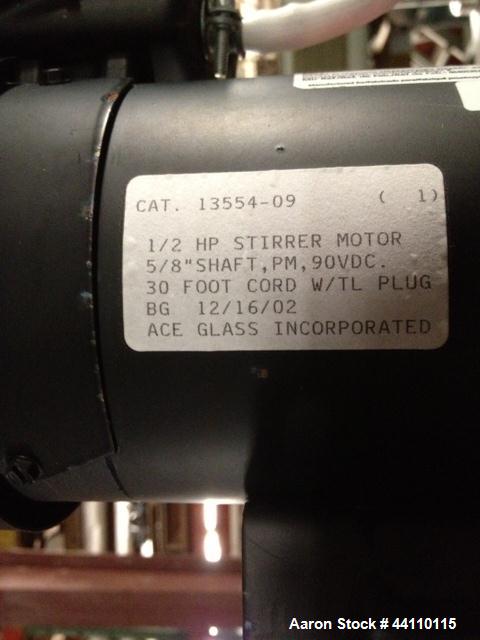 CAT. 13554-09 ( 1)
1/2 HP STIRRER MOTOR
5/8"SHAFT,PM,90VDC.
30 FOOT CORD W/TL PLUG
BG 12/16/02
ACE GLASS INCORPORATED
Aaron Stock # 44110115